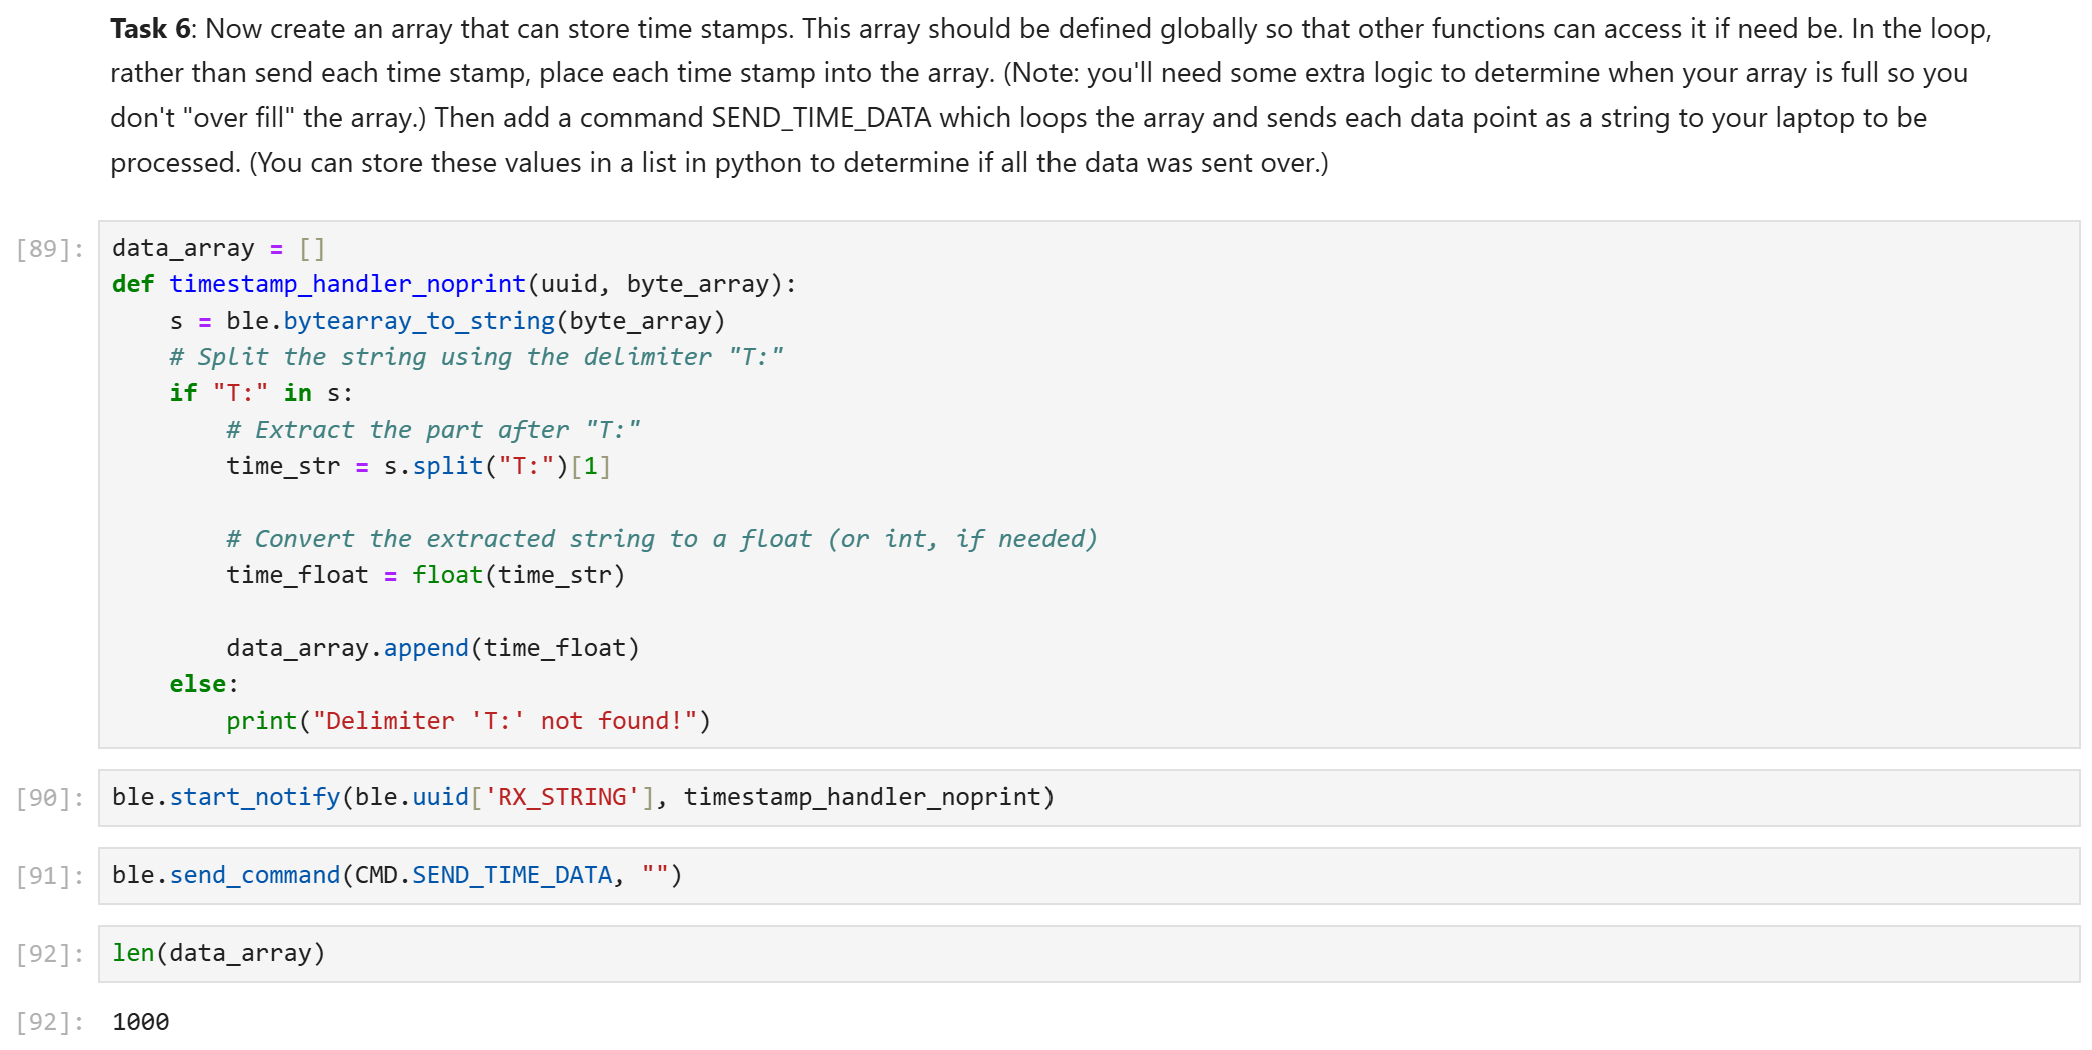 Task 6: Now create an array that can store time stamps. This array should be defined globally so that other functions can access it if need be. In the loop,
rather than send each time stamp, place each time stamp into the array. (Note: you'll need some extra logic to determine when your array is full so you
don't "over fill" the array.) Then add a command SEND_TIME_DATA which loops the array and sends each data point as a string to your laptop to be
processed. (You can store these values in a list in python to determine if all the data was sent over.)
[89]: data_array = []
def timestamp_handler_noprint(uuid, byte_array):
    s = ble.bytearray_to_string(byte_array)
    # Split the string using the delimiter "T:"
    if "T:" in s:
        # Extract the part after "T:"
        time_str = s.split("T:")[1]
        # Convert the extracted string to a float (or int, if needed)
        time_float = float(time_str)
        data_array.append(time_float)
    else:
        print("Delimiter 'T:' not found!")
[90]: ble.start_notify(ble.uuid['RX_STRING'], timestamp_handler_noprint)
[91]: ble.send_command(CMD.SEND_TIME_DATA, "")
[92]: len(data_array)
[92]: 1000